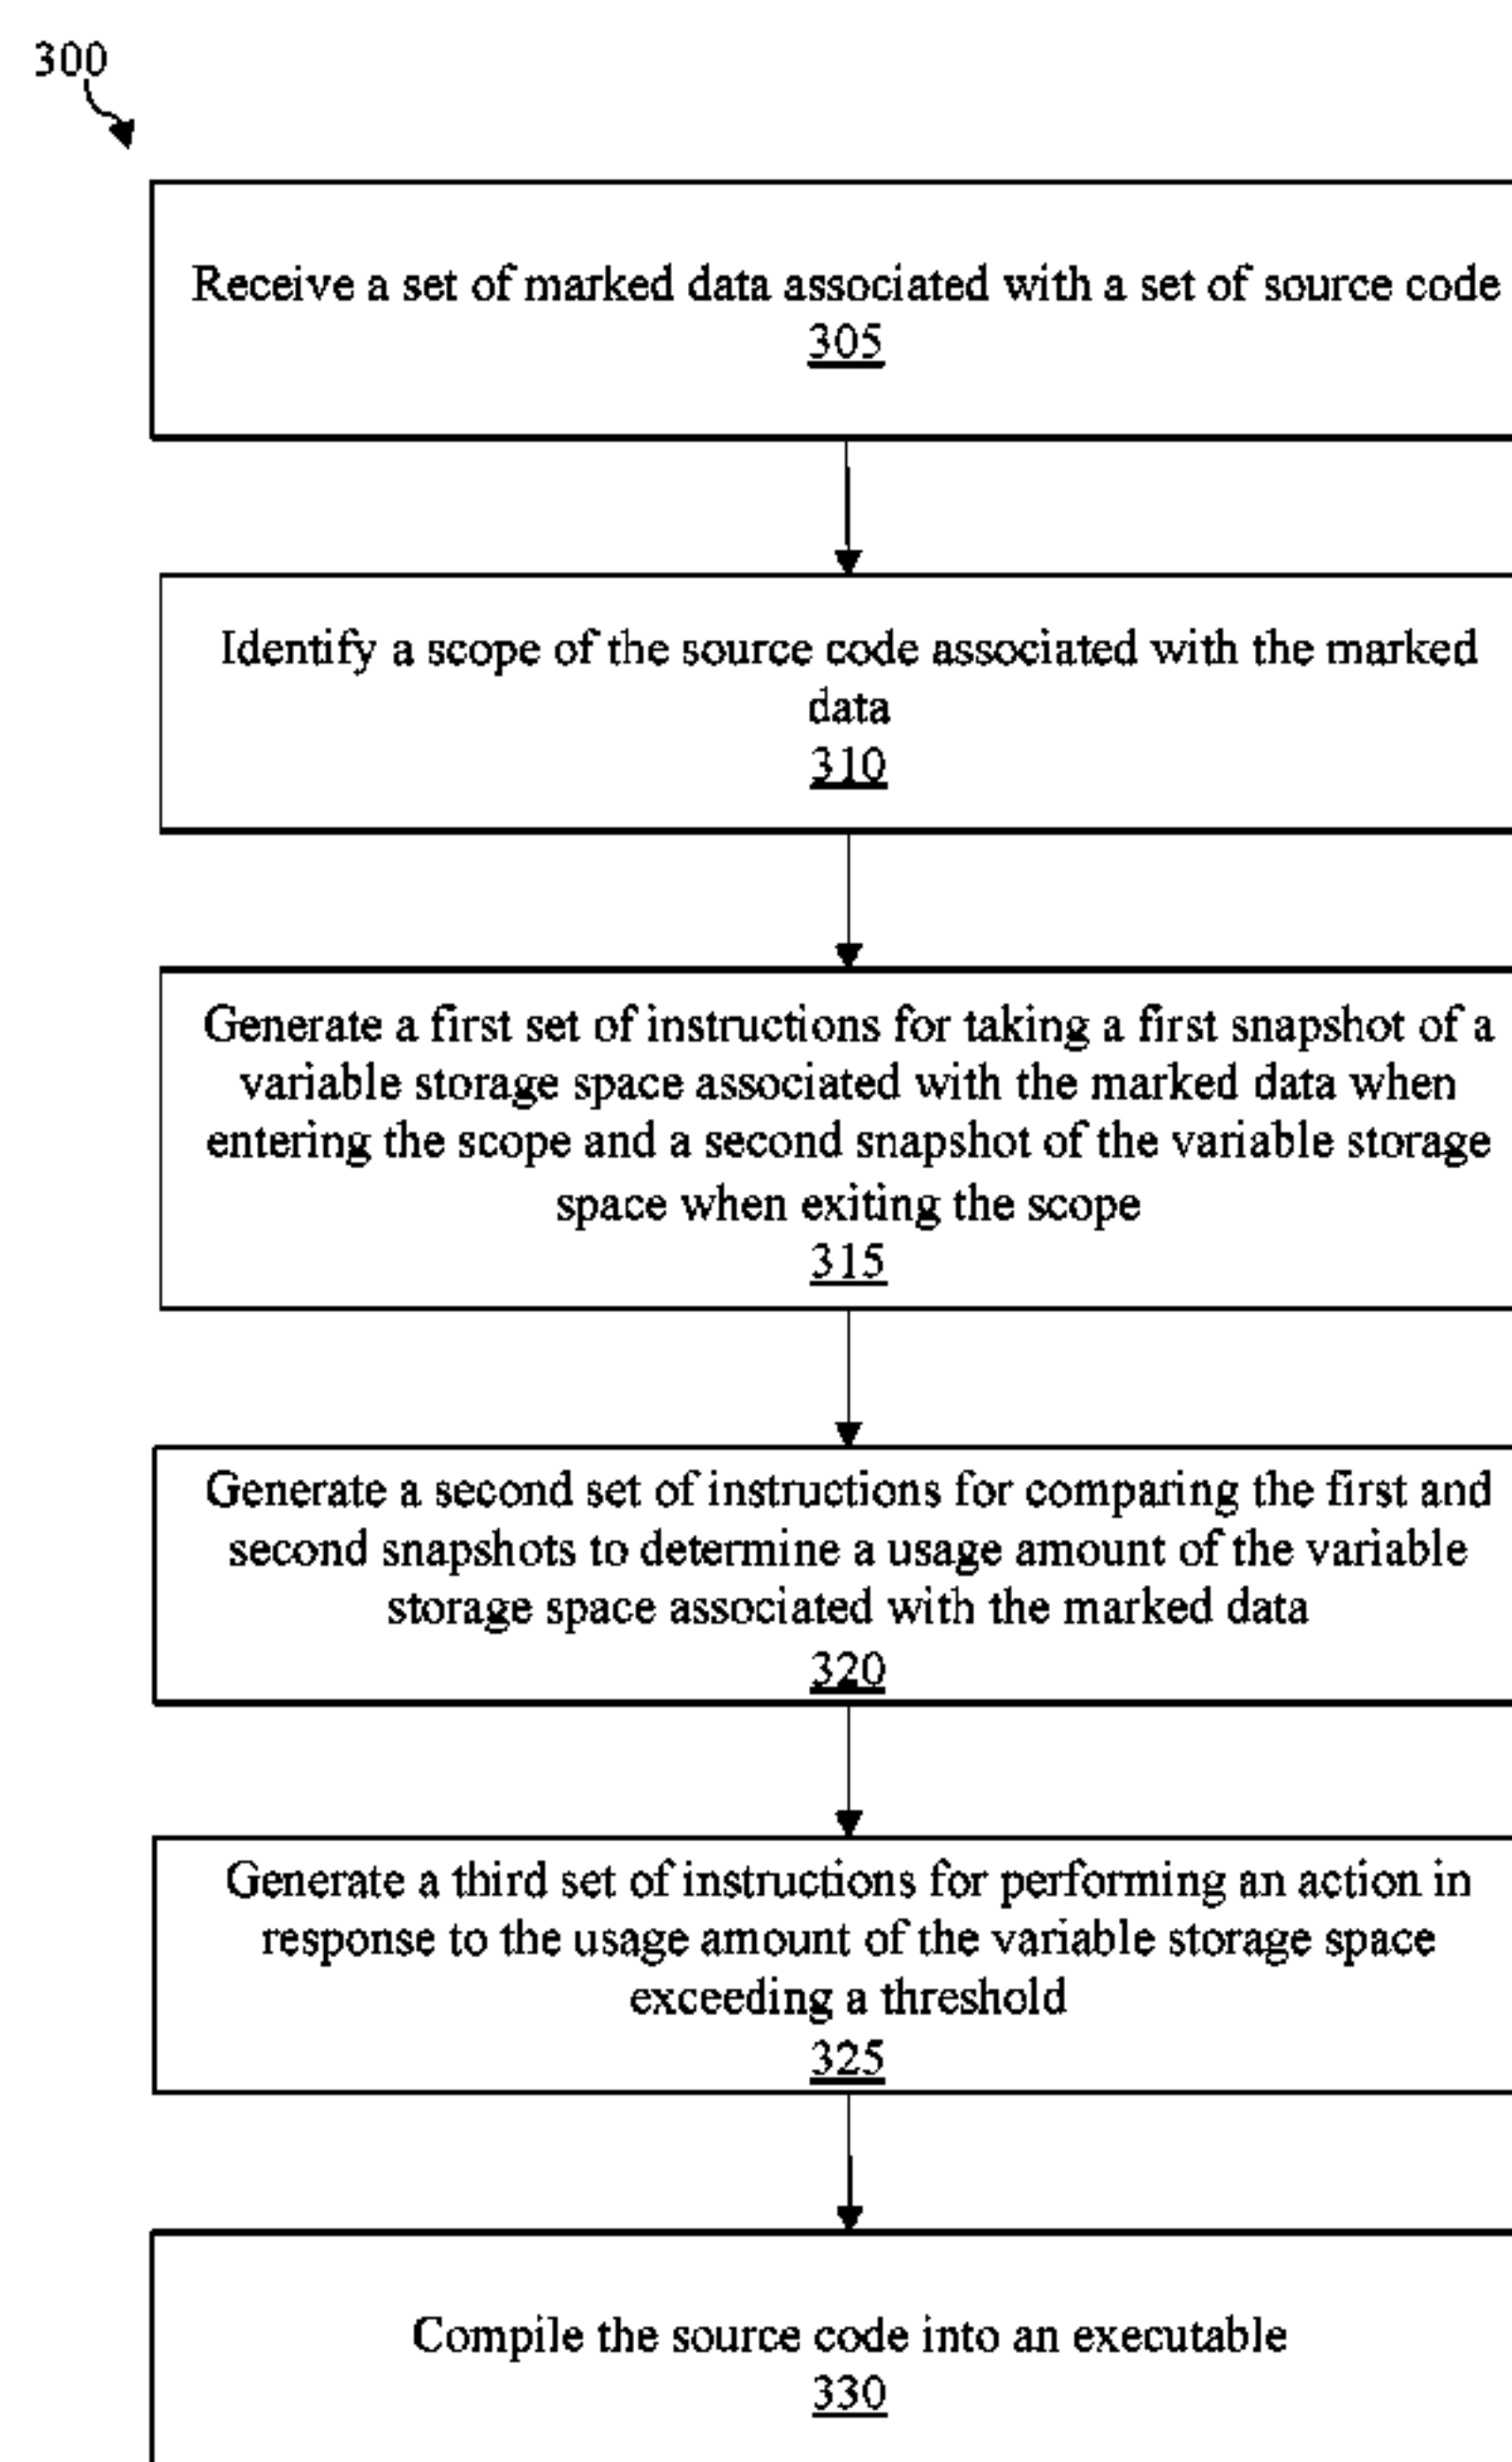 300
Receive a set of marked data associated with a set of source code
305
Identify a scope of the source code associated with the marked
data
310
Generate a first set of instructions for taking a first snapshot of a
variable storage space associated with the marked data when
entering the scope and a second snapshot of the variable storage
space when exiting the scope
315
Generate a second set of instructions for comparing the first and
second snapshots to determine a usage amount of the variable
storage space associated with the marked data
320
Generate a third set of instructions for performing an action in
response to the usage amount of the variable storage space
exceeding a threshold
325
Compile the source code into an executable
330